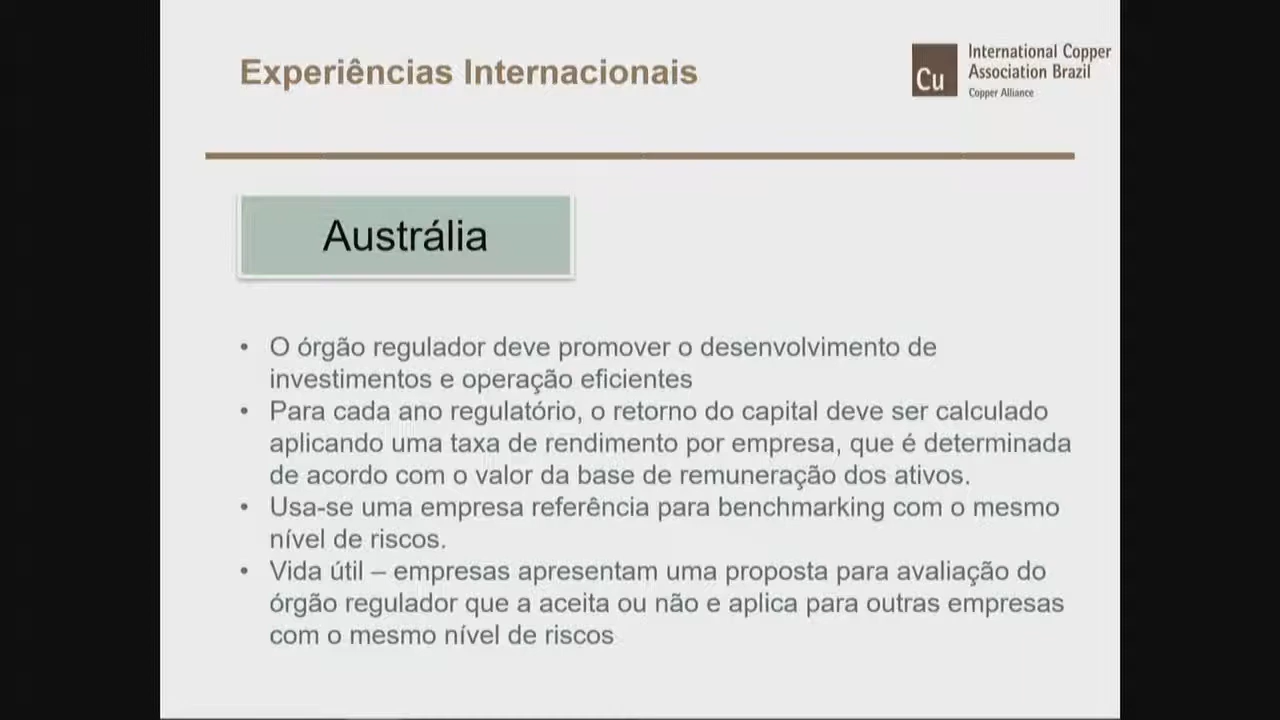 Experiências Internacionais
Cu
International Copper
Association Brazil
Copper Alliance
Austrália
• O órgão regulador deve promover o desenvolvimento de
investimentos e operação eficientes
• Para cada ano regulatório, o retorno do capital deve ser calculado
aplicando uma taxa de rendimento por empresa, que é determinada
de acordo com o valor da base de remuneração dos ativos.
• Usa-se uma empresa referência para benchmarking com o mesmo
nível de riscos.
• Vida útil – empresas apresentam uma proposta para avaliação do
órgão regulador que a aceita ou não e aplica para outras empresas
com o mesmo nível de riscos